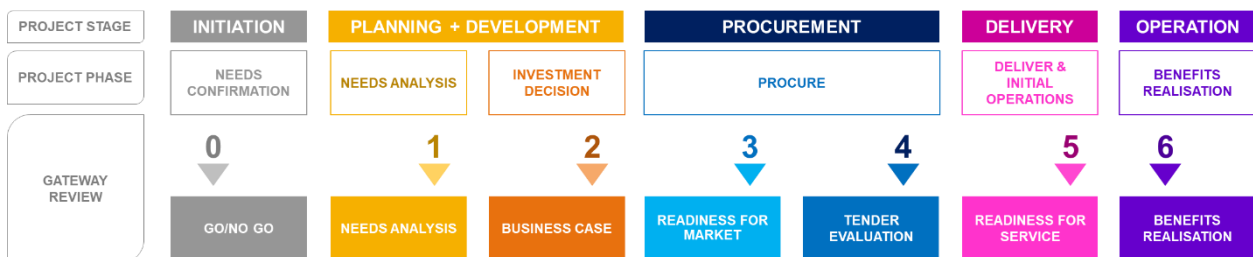 PROJECT STAGE
INITIATION
PLANNING + DEVELOPMENT
PROCUREMENT
DELIVERY
OPERATION
PROJECT PHASE
NEEDS
CONFIRMATION
NEEDS ANALYSIS
INVESTMENT
DECISION
PROCURE
DELIVER &
INITIAL
OPERATIONS
BENEFITS
REALISATION
GATEWAY
REVIEW
0
1
2
3
4
5
6
GO/NO GO
NEEDS ANALYSIS
BUSINESS CASE
READINESS FOR
MARKET
TENDER
EVALUATION
READINESS FOR
SERVICE
BENEFITS
REALISATION